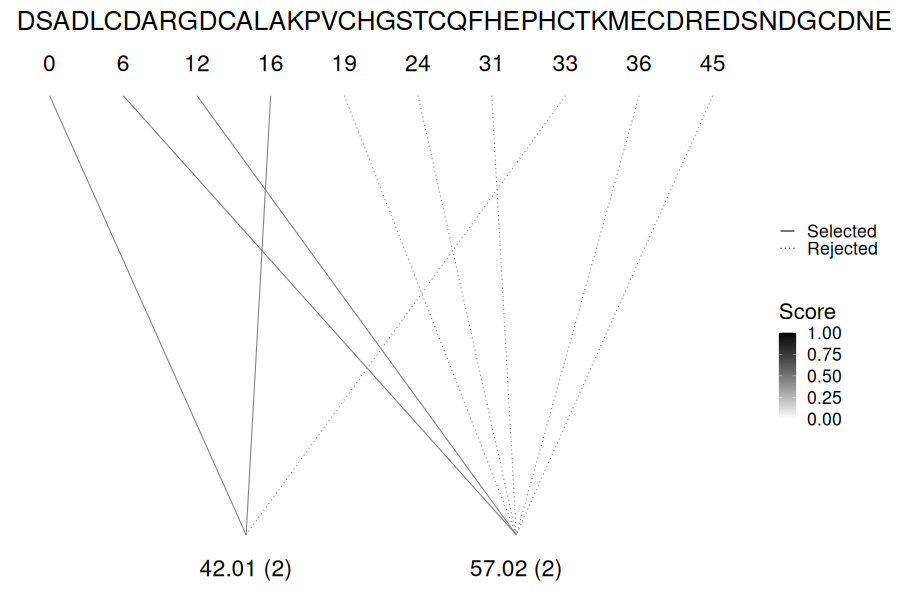 DSADLCDARGDCALAKPVCHGSTCQFHEPHCTKMECDREDSNDGCDNE
0 6 12 16 19 24 31 33 36 45
Selected
Rejected
Score
1.00
0.75
0.50
0.25
0.00
42.01 (2) 57.02 (2)